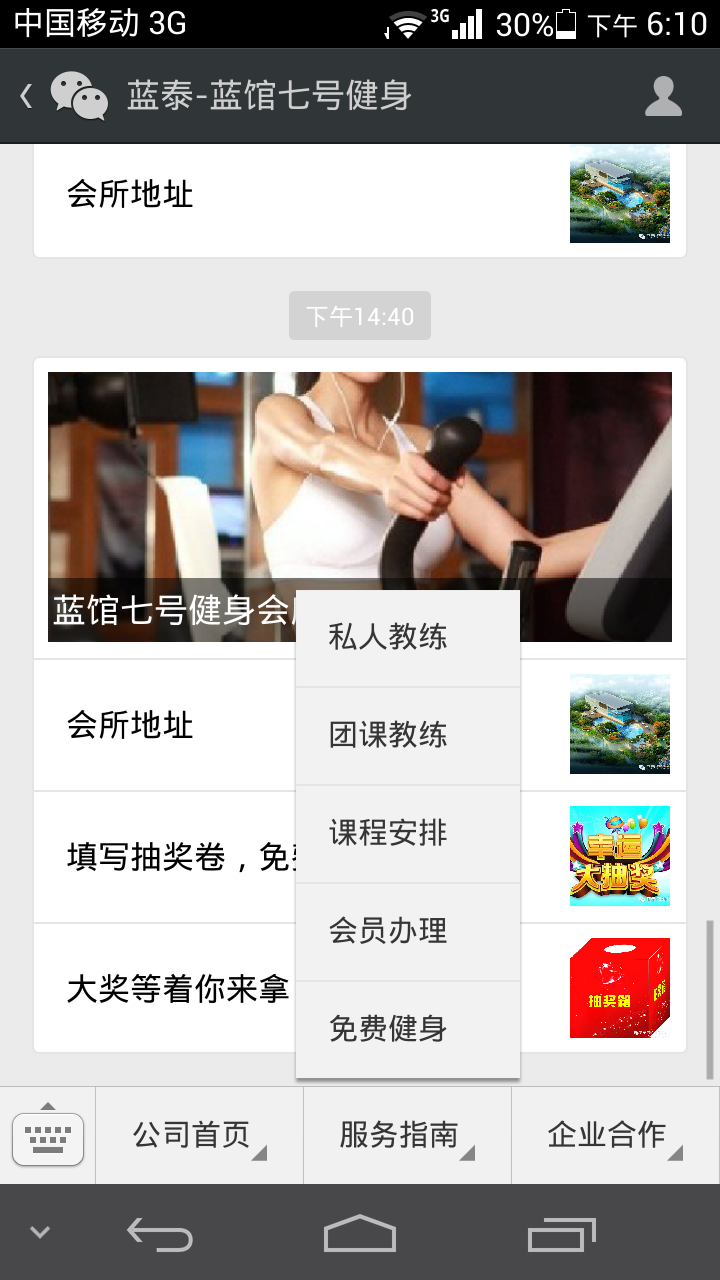 中国移动 3G
3G
30%
下午 6:10
蓝泰-蓝馆七号健身
会所地址
下午14:40
蓝馆七号健身会
会所地址
填写抽奖卷，免
幸运
大抽奖
大奖等着你来拿
抽奖箱
私人教练
团课教练
课程安排
会员办理
免费健身
公司首页
服务指南
企业合作